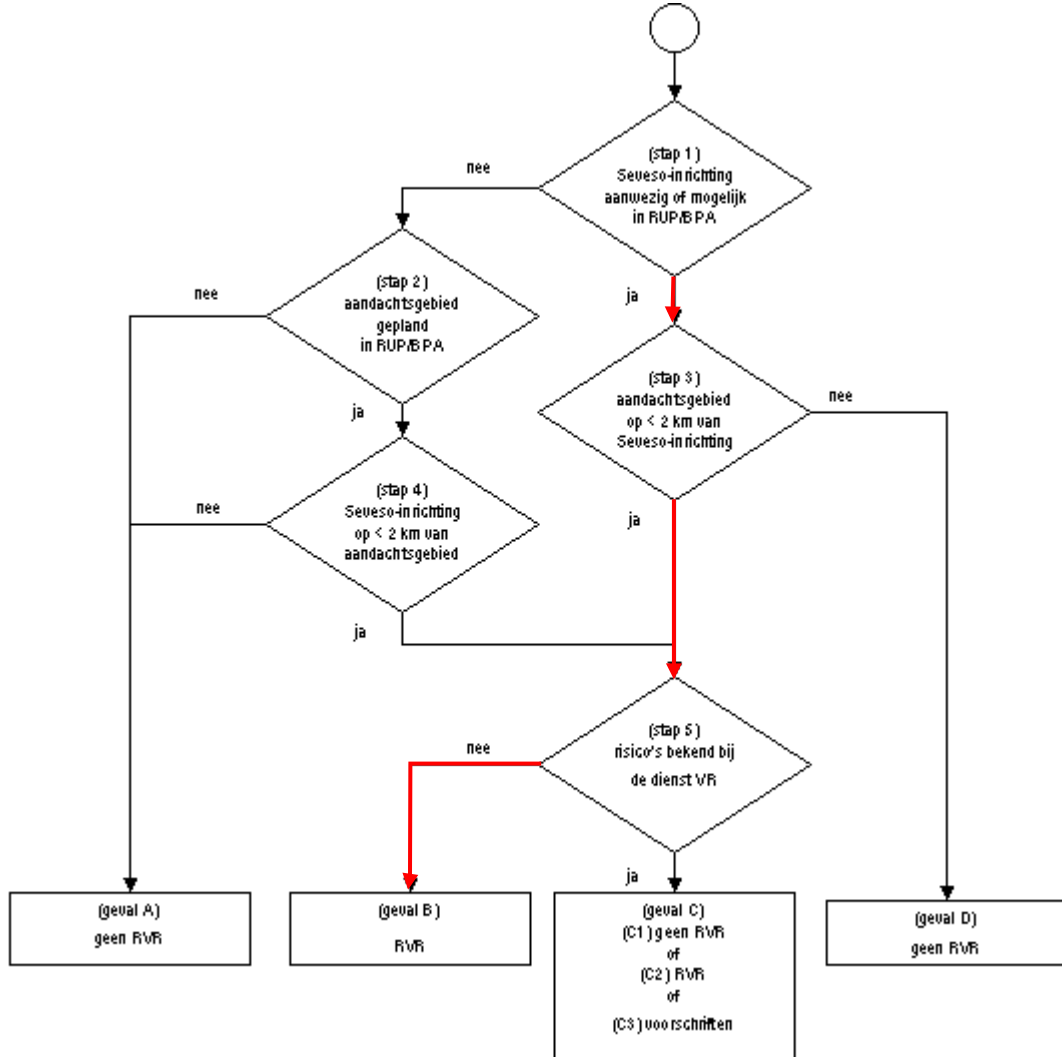 (stap 1)
Seveso-inrichting
aanwezig of mogelijk
in RUP/BPA
nee
ja
(stap 2)
aandachtsgebied
gepland
in RUP/BPA
nee
ja
(stap 3)
aandachtsgebied
op < 2 km van
Seveso-inrichting
nee
ja
(stap 4)
Seveso-inrichting
op < 2 km van
aandachtsgebied
nee
ja
(stap 5)
risico's bekend bij
de dienst VR
nee
ja
(geval A)
geen RVR
(geval B)
RVR
(geval C)
(C1) geen RVR
of
(C2) RVR
of
(C3) voorschriften
(geval D)
geen RVR